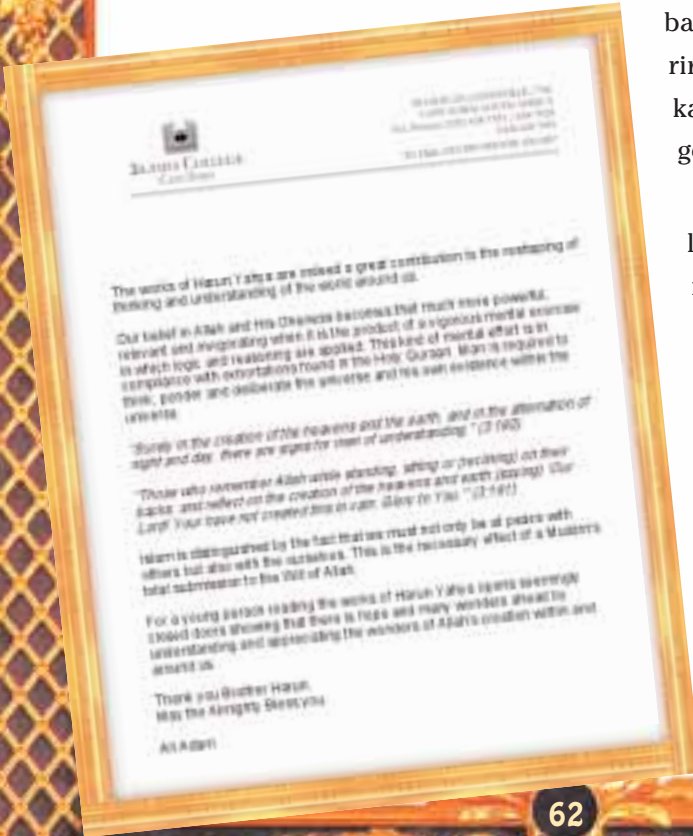 ISLAMIA COLLEGE
CAPE TOWN
The works of Harun Yahya are indeed a great contribution to the reshaping of
thinking and understanding of the world around us.
Our belief in Allah and His Oneness becomes that much more powerful,
relevant and invigorating when it is the product of a vigorous mental exercise
in which logic and reasoning are applied. This kind of mental effort is in
compliance with exhortations found in the Holy Quraan. Man is required to
think, ponder and deliberate the universe and his own existence within the
universe.
"Surely in the creation of the heavens and the earth, and in the alternation of
night and day, there are signs for men of understanding." (3:190)
"Those who remember Allah while standing, sitting or (reclining) on their
backs, and reflect on the creation of the heavens and earth (saying): 'Our
Lord! Your have not created this in vain. Glory to You.'" (3:191)
Islam is distinguished by the fact that we must not only be at peace with
others but also with the ourselves. This is the necessary effect of a Muslim's
total submission to the Will of Allah.
For a young person reading the works of Harun Yahya opens seemingly
closed doors showing that there is hope and many wonders ahead by
understanding and appreciating the wonders of Allah's creation within and
around us.
Thank you Brother Harun.
May the Almighty Bless you.
Ali Adam
ba
rin
ka
ge
62